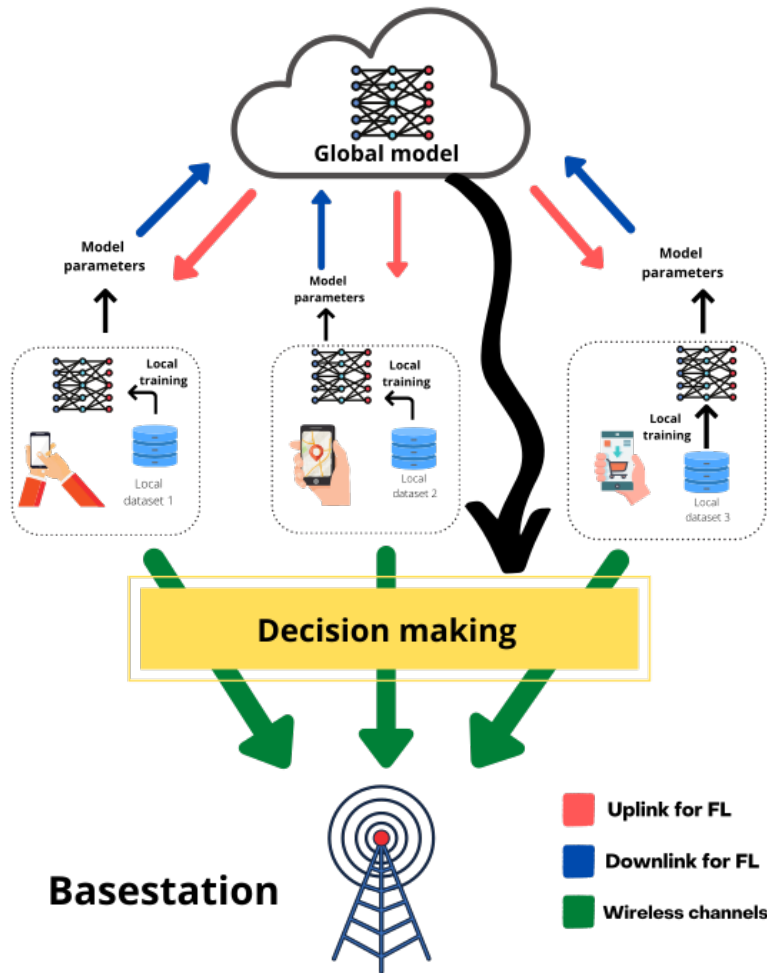 Global model
Model
parameters
Model
parameters
Model
parameters
Local
training
Local
dataset 1
Local
training
Local
dataset 2
Local
training
Local
dataset 3
Decision making
Basestation
Uplink for FL
Downlink for FL
Wireless channels